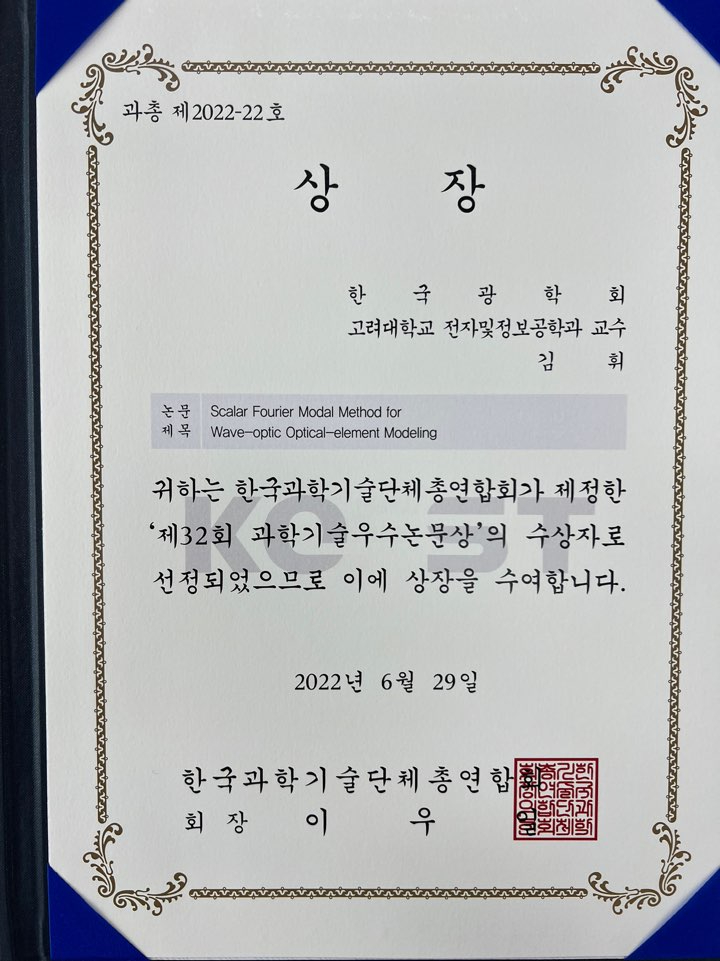 과총 제2022-22호
상 장
한국광학회
고려대학교 전자및정보공학과 교수
김 휘
논문 제목
Scalar Fourier Modal Method for
Wave-optic Optical-element Modeling
귀하는 한국과학기술단체총연합회가 제정한
‘제32회 과학기술우수논문상’의 수상자로
선정되었으므로 이에 상장을 수여합니다.
2022년 6월 29일
한국과학기술단체총연합회
회 장 이 우 일